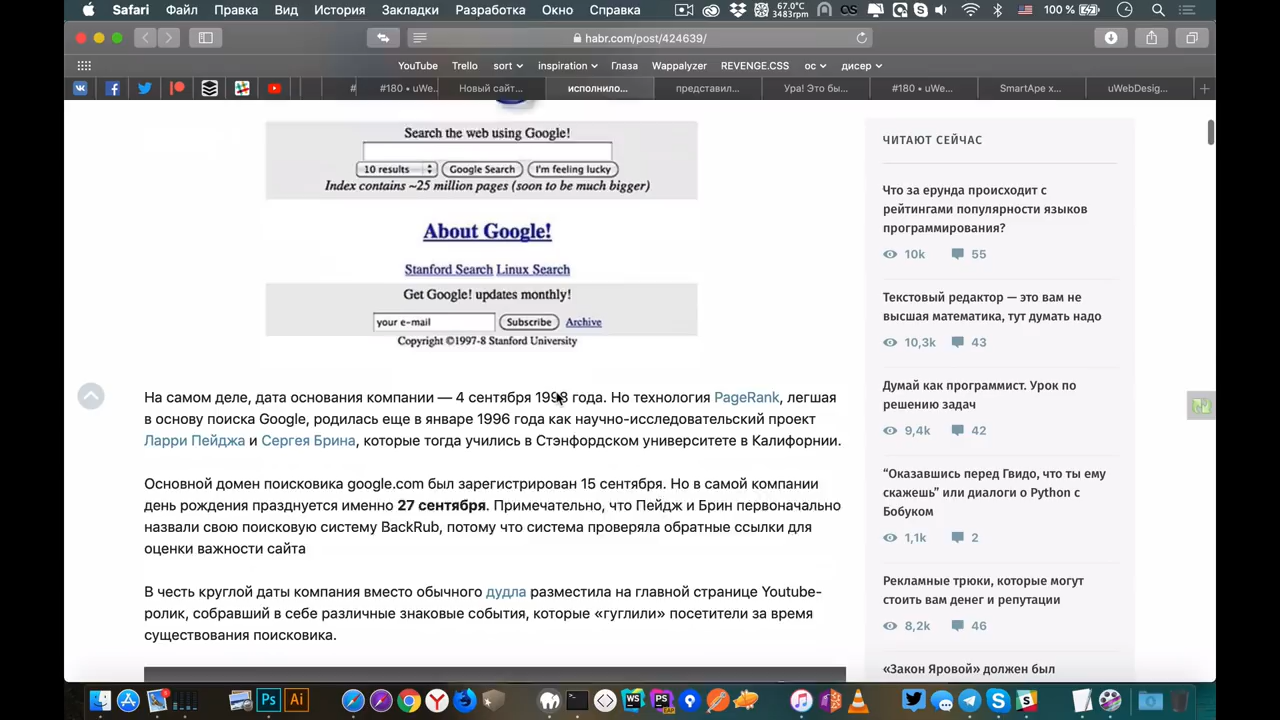 Safari Файл Правка Вид История Закладки Разработка Окно Справка 67.0°C 3483rpm 100 %
habr.com/post/424639/
YouTube Trello sort inspiration Глаза Wappalyzer REVENGE.CSS ос дисер
# #180 • uWe... Новый сайт... исполнило... представил... Ура! Это бы... #180 • uWe... SmartApe х... uWebDesig...
Search the web using Google!
10 results Google Search I'm feeling lucky
Index contains ~25 million pages (soon to be much bigger)
About Google!
Stanford Search Linux Search
Get Google! updates monthly!
your e-mail Subscribe Archive
Copyright ©1997-8 Stanford University
На самом деле, дата основания компании — 4 сентября 1998 года. Но технология PageRank, легшая
в основу поиска Google, родилась еще в январе 1996 года как научно-исследовательский проект
Ларри Пейджа и Сергея Брина, которые тогда учились в Стэнфордском университете в Калифорнии.
Основной домен поисковика google.com был зарегистрирован 15 сентября. Но в самой компании
день рождения празднуется именно 27 сентября. Примечательно, что Пейдж и Брин первоначально
назвали свою поисковую систему BackRub, потому что система проверяла обратные ссылки для
оценки важности сайта
В честь круглой даты компания вместо обычного дудла разместила на главной странице Youtube-
ролик, собравший в себе различные знаковые события, которые «гуглили» посетители за время
существования поисковика.
ЧИТАЮТ СЕЙЧАС
Что за ерунда происходит с
рейтингами популярности языков
программирования?
10k 55
Текстовый редактор — это вам не
высшая математика, тут думать надо
10,3k 43
Думай как программист. Урок по
решению задач
9,4k 42
“Оказавшись перед Гвидо, что ты ему
скажешь” или диалоги о Python с
Бобуком
1,1k 2
Рекламные трюки, которые могут
стоить вам денег и репутации
8,2k 46
«Закон Яровой» должен был
Ps Ai WS PS